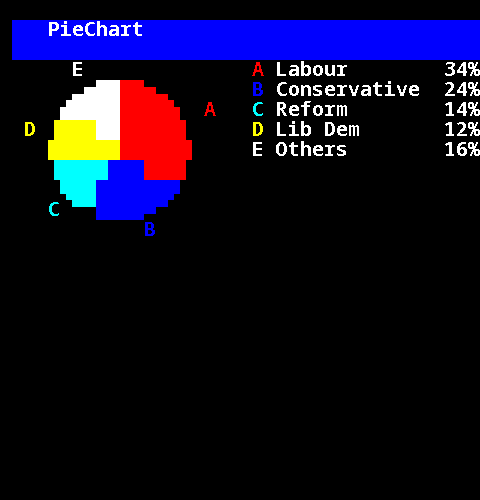 PieChart
E
A Labour 34%
B Conservative 24%
A
C Reform 14%
D
D Lib Dem 12%
E Others 16%
C
B